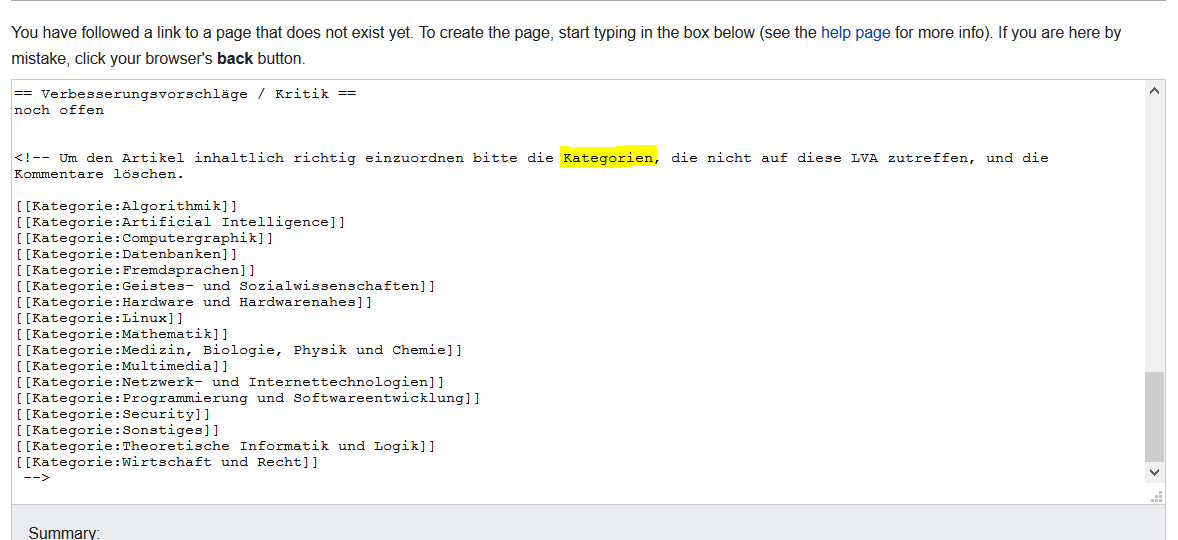 You have followed a link to a page that does not exist yet. To create the page, start typing in the box below (see the help page for more info). If you are here by
mistake, click your browser's back button.
== Verbesserungsvorschläge / Kritik ==
noch offen
<!-- Um den Artikel inhaltlich richtig einzuordnen bitte die Kategorien, die nicht auf diese LVA zutreffen, und die
Kommentare löschen.
[[Kategorie:Algorithmik]]
[[Kategorie:Artificial Intelligence]]
[[Kategorie:Computergraphik]]
[[Kategorie:Datenbanken]]
[[Kategorie:Fremdsprachen]]
[[Kategorie:Geistes- und Sozialwissenschaften]]
[[Kategorie:Hardware und Hardwarenahes]]
[[Kategorie:Linux]]
[[Kategorie:Mathematik]]
[[Kategorie:Medizin, Biologie, Physik und Chemie]]
[[Kategorie:Multimedia]]
[[Kategorie:Netzwerk- und Internettechnologien]]
[[Kategorie:Programmierung und Softwareentwicklung]]
[[Kategorie:Security]]
[[Kategorie:Sonstiges]]
[[Kategorie:Theoretische Informatik und Logik]]
[[Kategorie:Wirtschaft und Recht]]
-->
Summary: